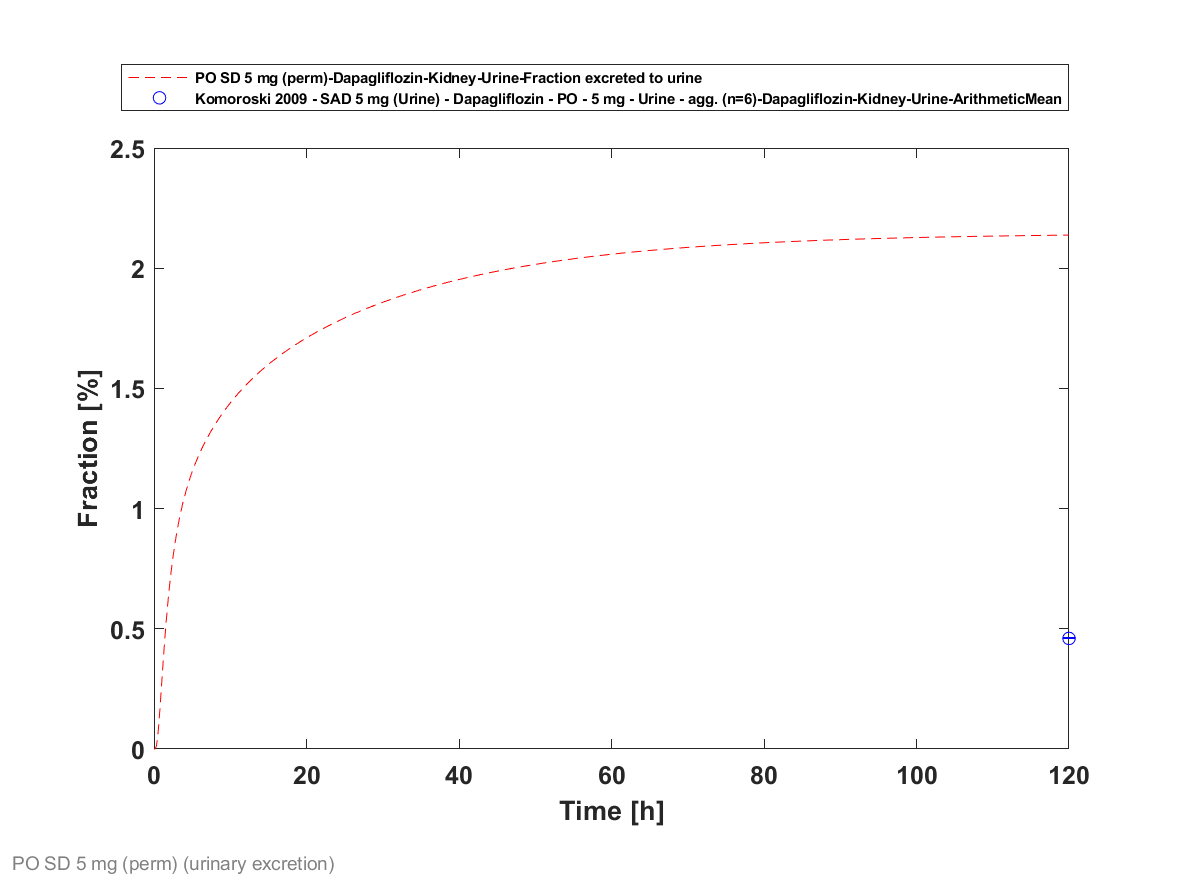 PO SD 5 mg (perm)-Dapagliflozin-Kidney-Urine-Fraction excreted to urine
Komoroski 2009 - SAD 5 mg (Urine) - Dapagliflozin - PO - 5 mg - Urine - agg. (n=6)-Dapagliflozin-Kidney-Urine-ArithmeticMean
2.5
2
1.5
1
0.5
0
Fraction [%]
0 20 40 60 80 100 120
Time [h]
PO SD 5 mg (perm) (urinary excretion)